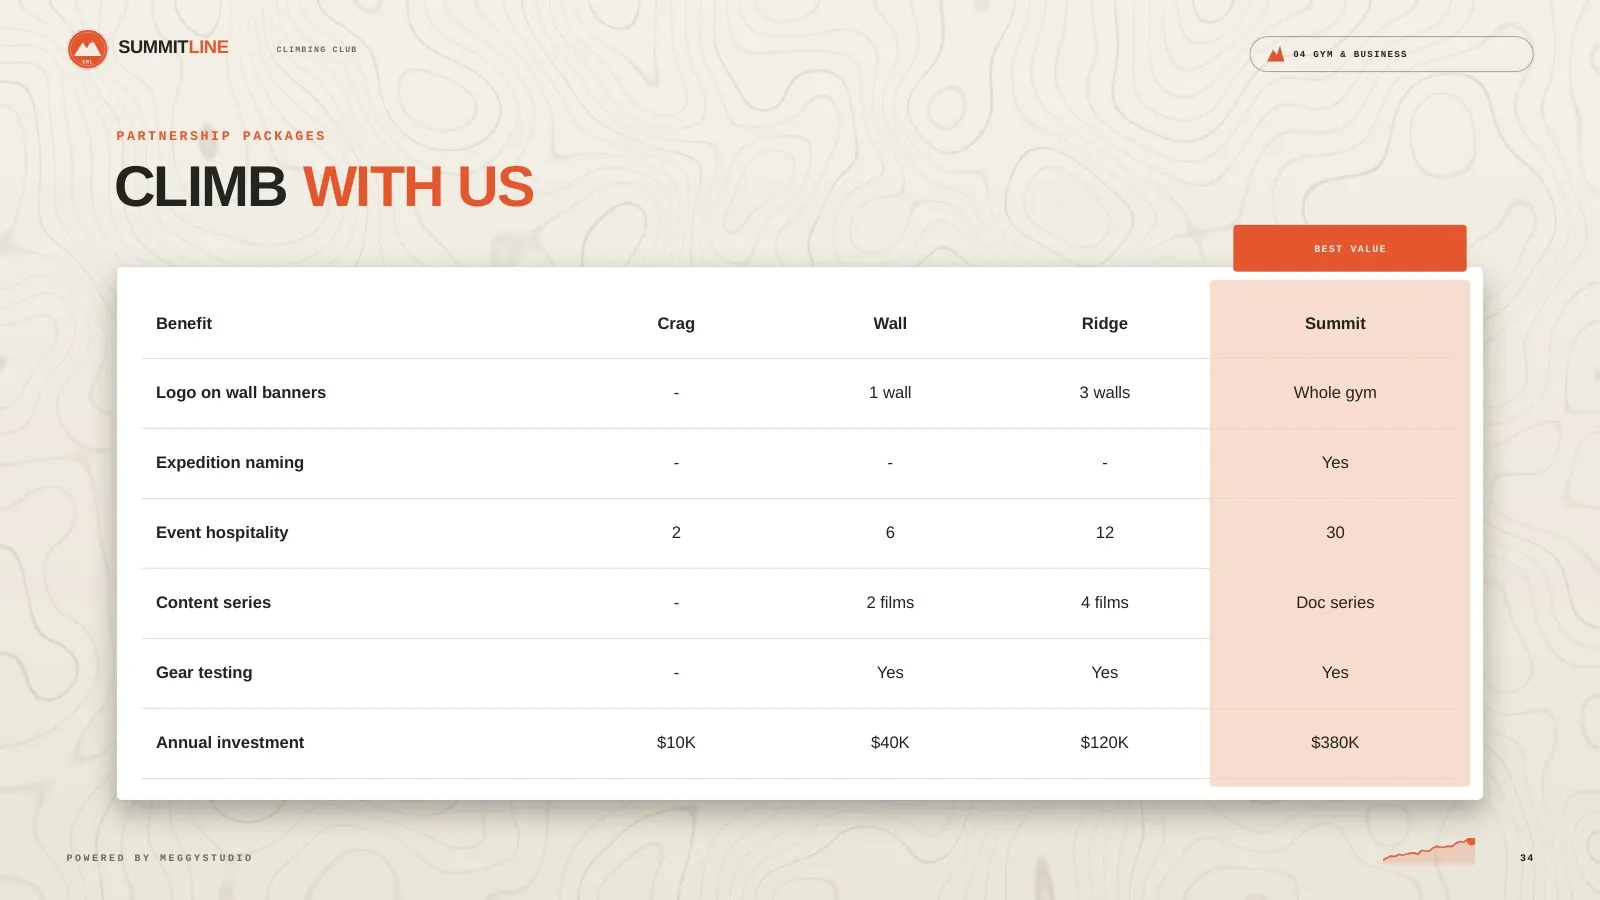 SUMMITLINE
CLIMBING CLUB
SML
04 GYM & BUSINESS
PARTNERSHIP PACKAGES
CLIMB WITH US
BEST VALUE
Benefit Crag Wall Ridge Summit
Logo on wall banners - 1 wall 3 walls Whole gym
Expedition naming - - - Yes
Event hospitality 2 6 12 30
Content series - 2 films 4 films Doc series
Gear testing - Yes Yes Yes
Annual investment $10K $40K $120K $380K
POWERED BY MEGGYSTUDIO
34